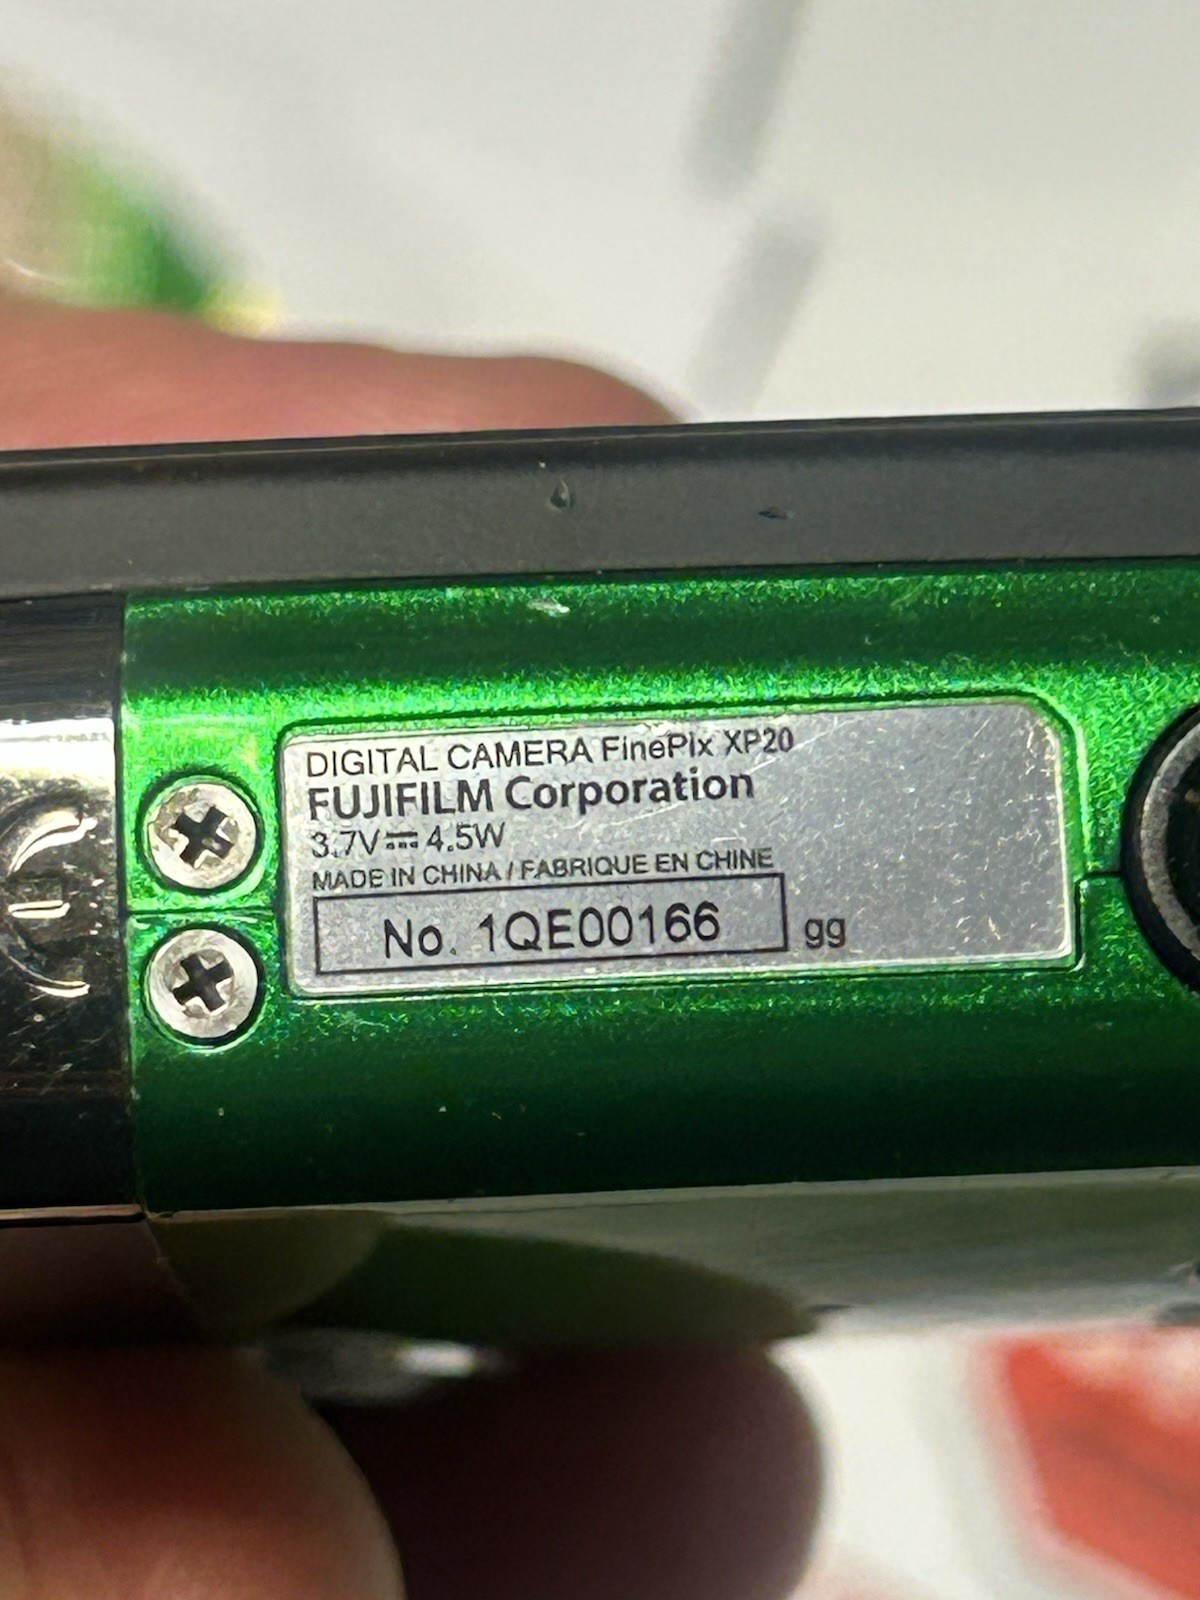 DIGITAL CAMERA FinePix XP20
FUJIFILM Corporation
3.7V⎓4.5W
MADE IN CHINA / FABRIQUE EN CHINE
No. 1QE00166 gg